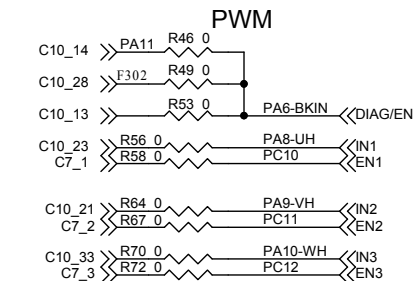 PWM
C10_14 PA11 R46 0
C10_28 F302 R49 0
C10_13 R53 0 PA6-BKIN DIAG/EN
C10_23 R56 0 PA8-UH IN1
C7_1 R58 0 PC10 EN1
C10_21 R64 0 PA9-VH IN2
C7_2 R67 0 PC11 EN2
C10_33 R70 0 PA10-WH IN3
C7_3 R72 0 PC12 EN3